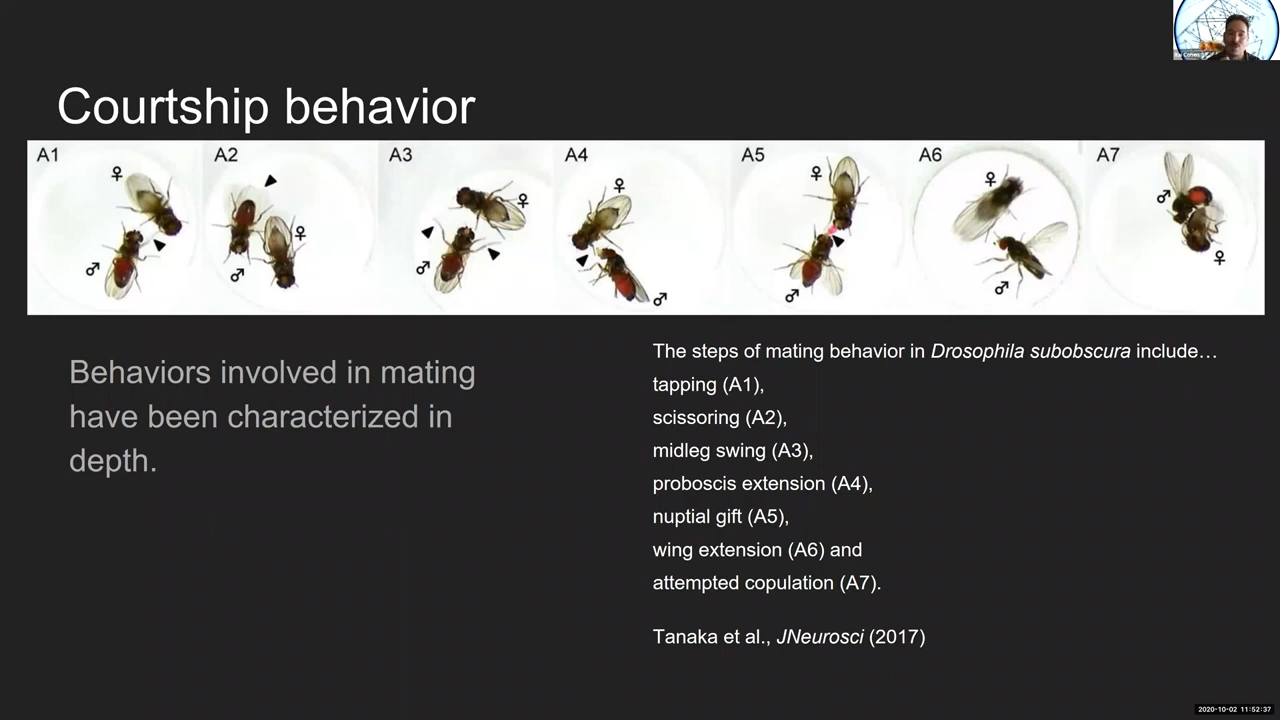 Courtship behavior
A1 A2 A3 A4 A5 A6 A7
♀ ♀ ♀ ♀ ♀ ♀ ♀
♂ ♂ ♂ ♂ ♂ ♂ ♂
Behaviors involved in mating
have been characterized in
depth.
The steps of mating behavior in Drosophila subobscura include…
tapping (A1),
scissoring (A2),
midleg swing (A3),
proboscis extension (A4),
nuptial gift (A5),
wing extension (A6) and
attempted copulation (A7).
Tanaka et al., JNeurosci (2017)
2020-10-02 11:52:37